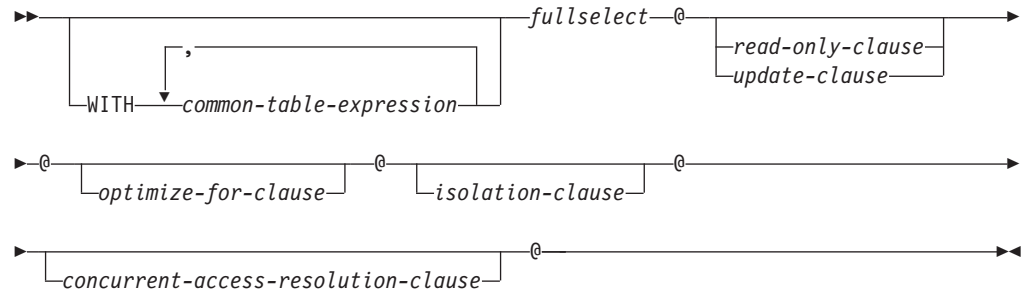 fullselect @
,
read-only-clause
update-clause
WITH common-table-expression
@ @ @
optimize-for-clause isolation-clause
@
concurrent-access-resolution-clause